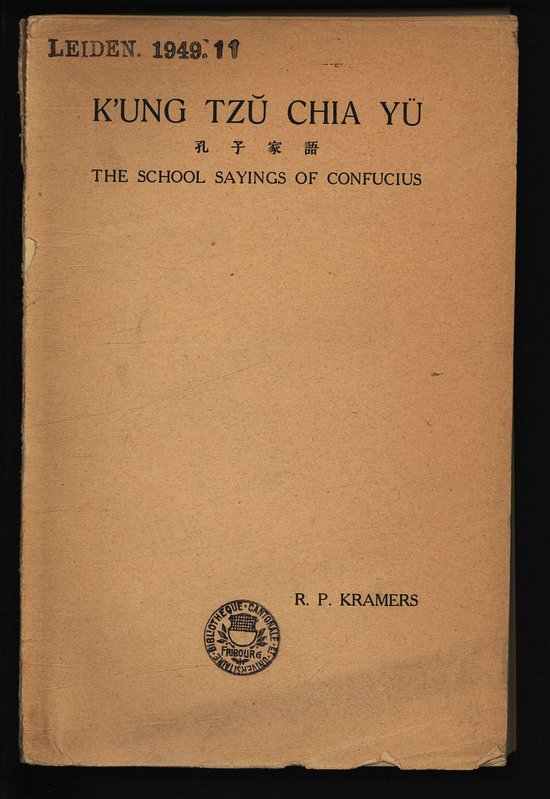 LEIDEN. 1949. 11
K'UNG TZŬ CHIA YÜ
孔子家語
THE SCHOOL SAYINGS OF CONFUCIUS
R. P. KRAMERS
BIBLIOTHÈQUE · CANTONALE · ET · UNIVERSITAIRE
FRIBOURG